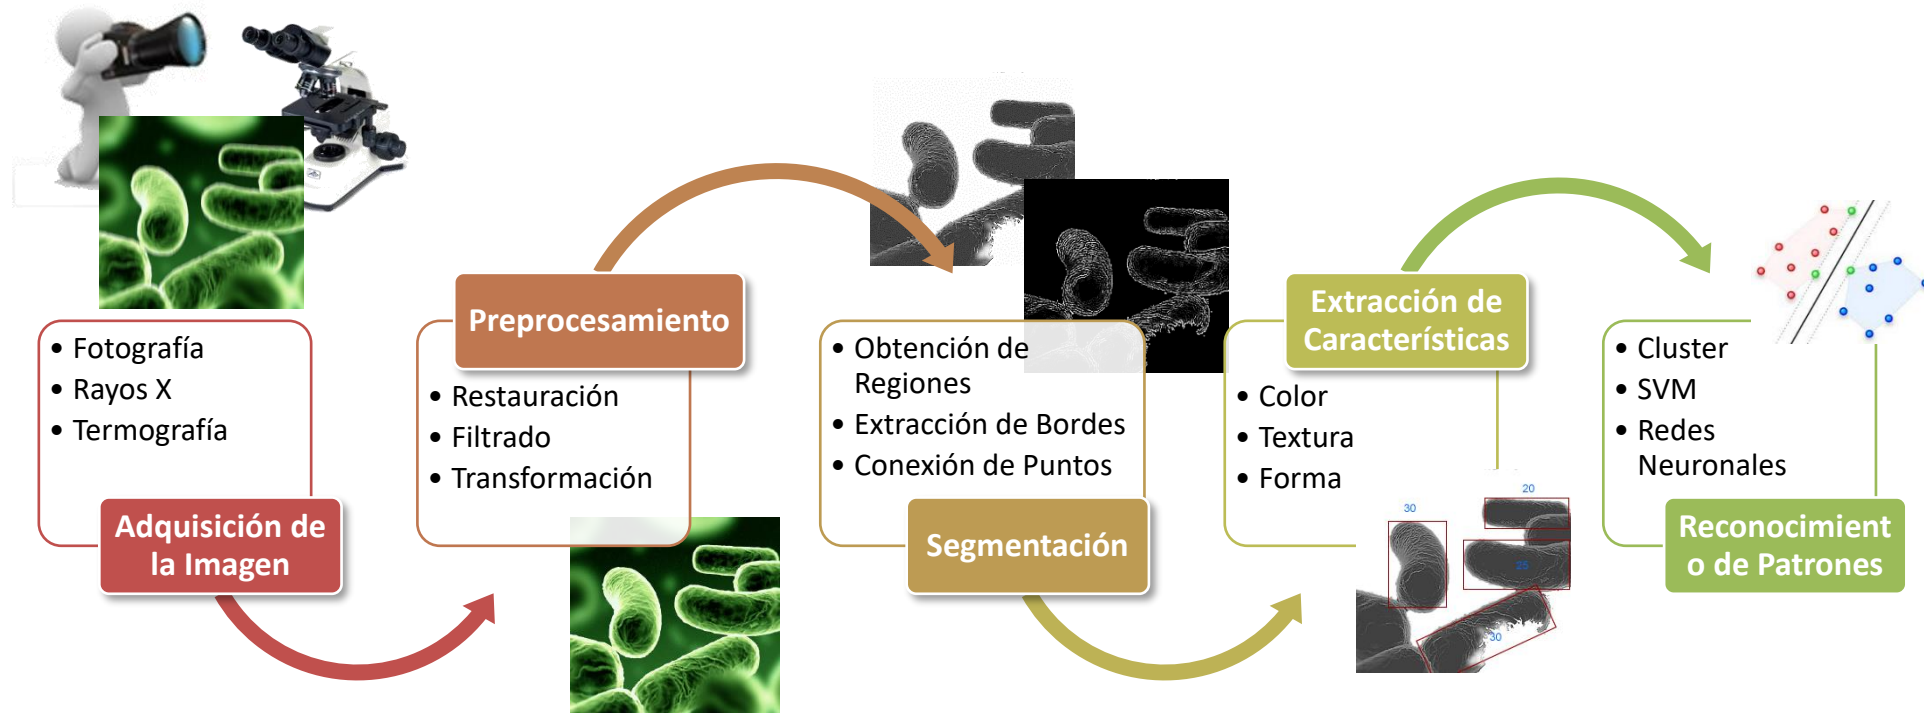 • Fotografía
• Rayos X
• Termografía
Adquisición de
la Imagen
Preprocesamiento
• Restauración
• Filtrado
• Transformación
• Obtención de
Regiones
• Extracción de Bordes
• Conexión de Puntos
Segmentación
Extracción de
Características
• Color
• Textura
• Forma
20
30
25
30
• Cluster
• SVM
• Redes
Neuronales
Reconocimient
o de Patrones